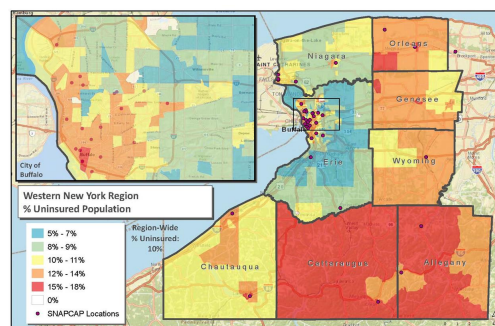 Niagara
Orleans
Genesee
Buffalo
Erie
Wyoming
City of
Buffalo
Western New York Region
% Uninsured Population
5% - 7%
8% - 9%
10% - 11%
12% - 14%
15% - 18%
0%
SNAPCAP Locations
Region-Wide
% Uninsured:
10%
Chautauqua
Cattaraugus
Allegany